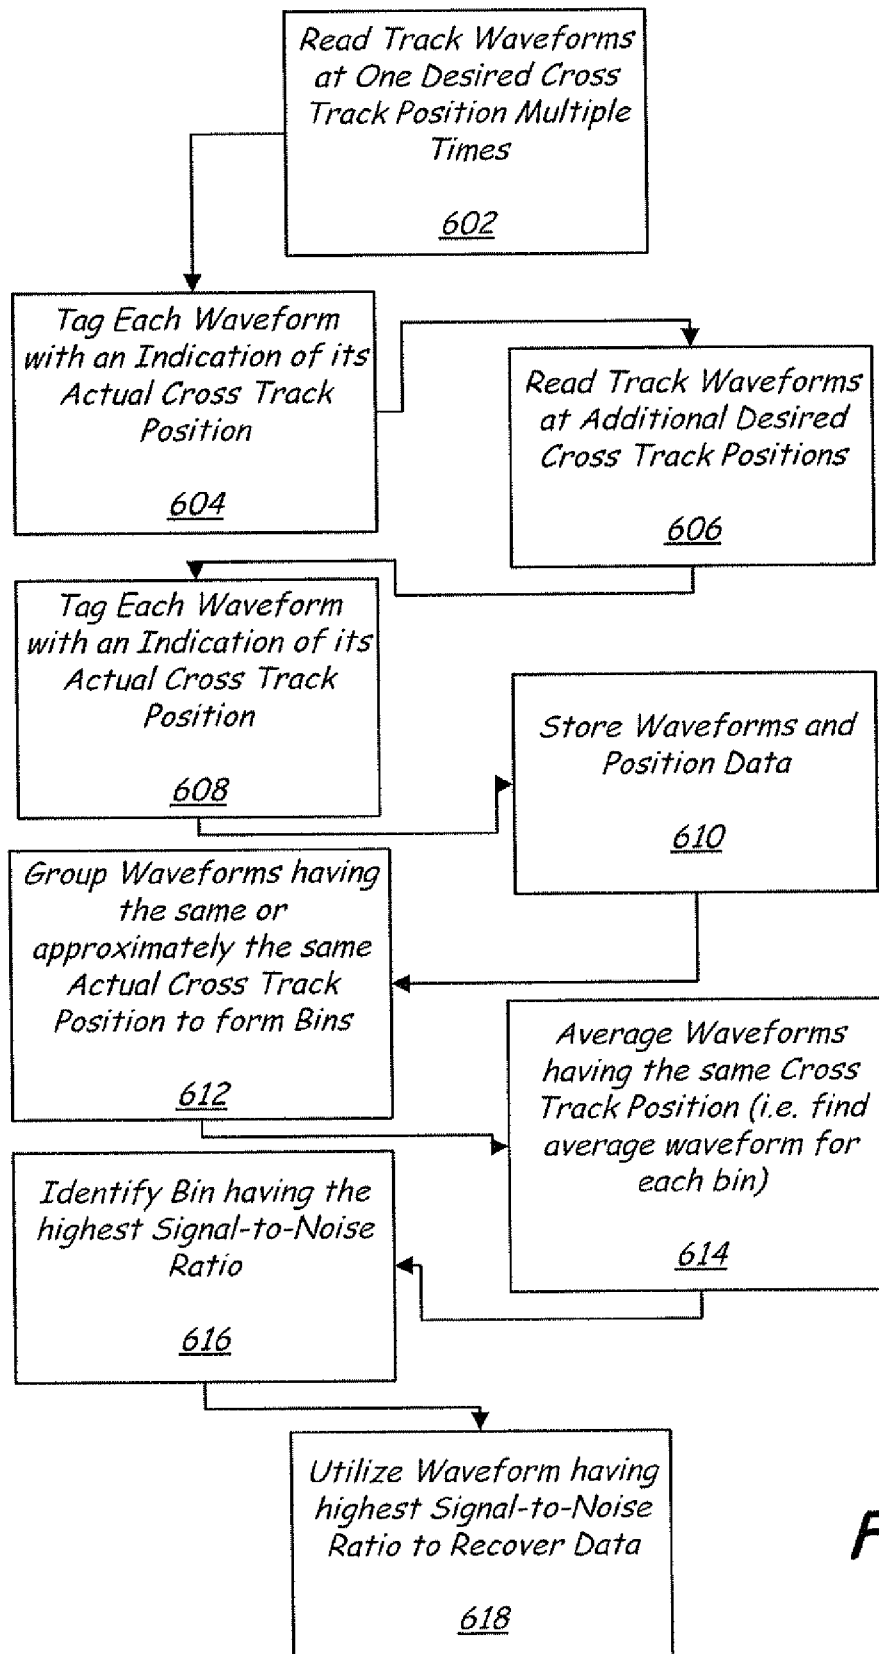 Read Track Waveforms
at One Desired Cross
Track Position Multiple
Times
602
Tag Each Waveform
with an Indication of its
Actual Cross Track
Position
604
Read Track Waveforms
at Additional Desired
Cross Track Positions
606
Tag Each Waveform
with an Indication of its
Actual Cross Track
Position
608
Store Waveforms and
Position Data
610
Group Waveforms having
the same or
approximately the same
Actual Cross Track
Position to form Bins
612
Average Waveforms
having the same Cross
Track Position (i.e. find
average waveform for
each bin)
614
Identify Bin having the
highest Signal-to-Noise
Ratio
616
Utilize Waveform having
highest Signal-to-Noise
Ratio to Recover Data
618